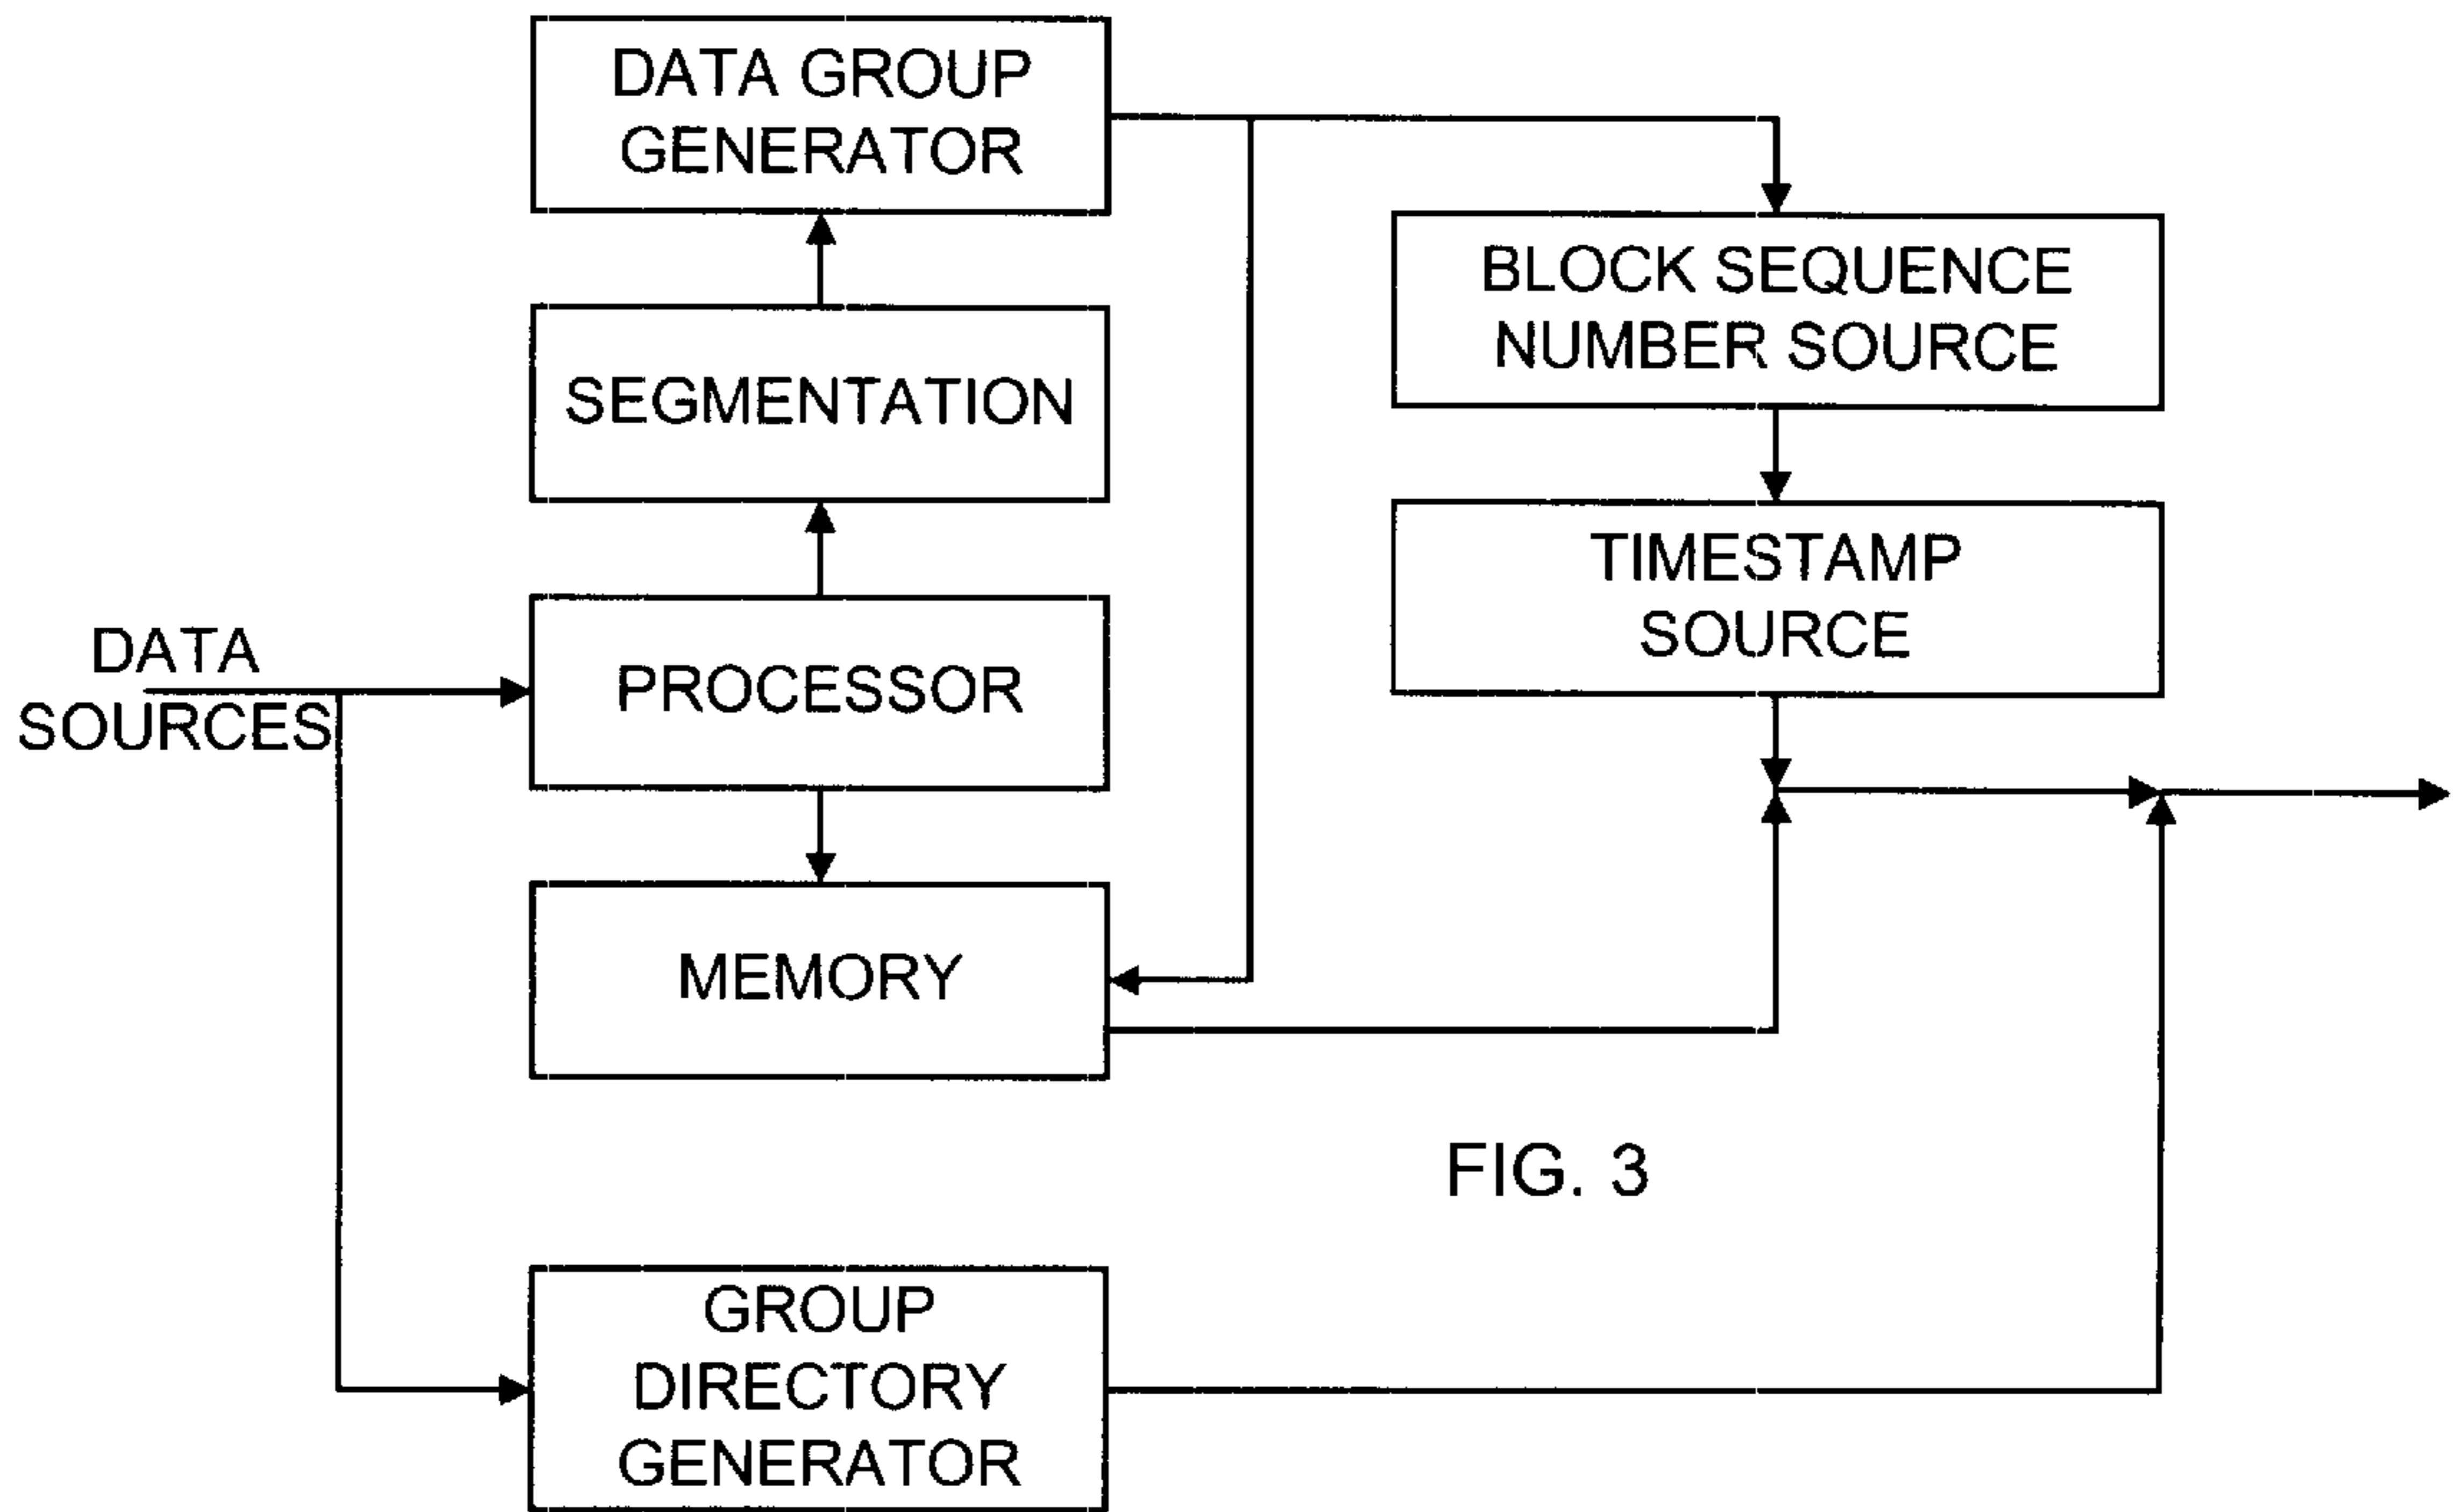 DATA GROUP
GENERATOR
BLOCK SEQUENCE
NUMBER SOURCE
SEGMENTATION
TIMESTAMP
SOURCE
DATA
SOURCES
PROCESSOR
MEMORY
FIG. 3
GROUP
DIRECTORY
GENERATOR